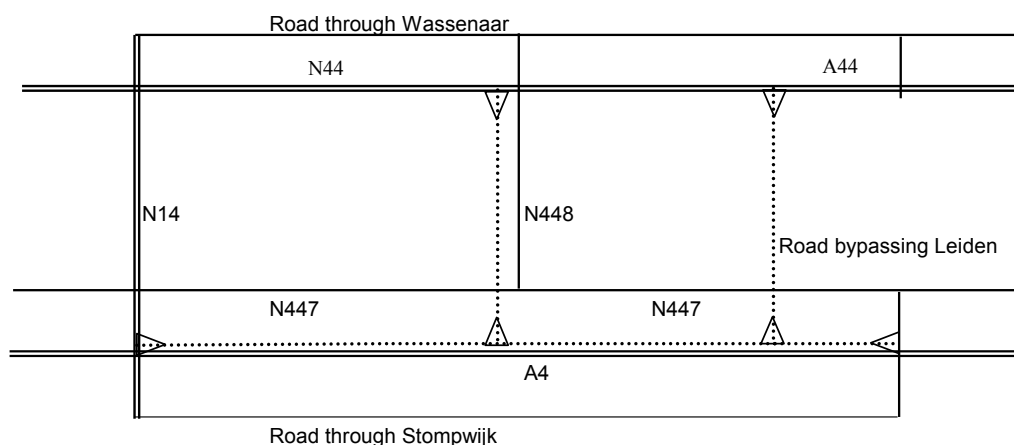 Road through Wassenaar
N44
A44
N14
N448
Road bypassing Leiden
N447
N447
A4
Road through Stompwijk